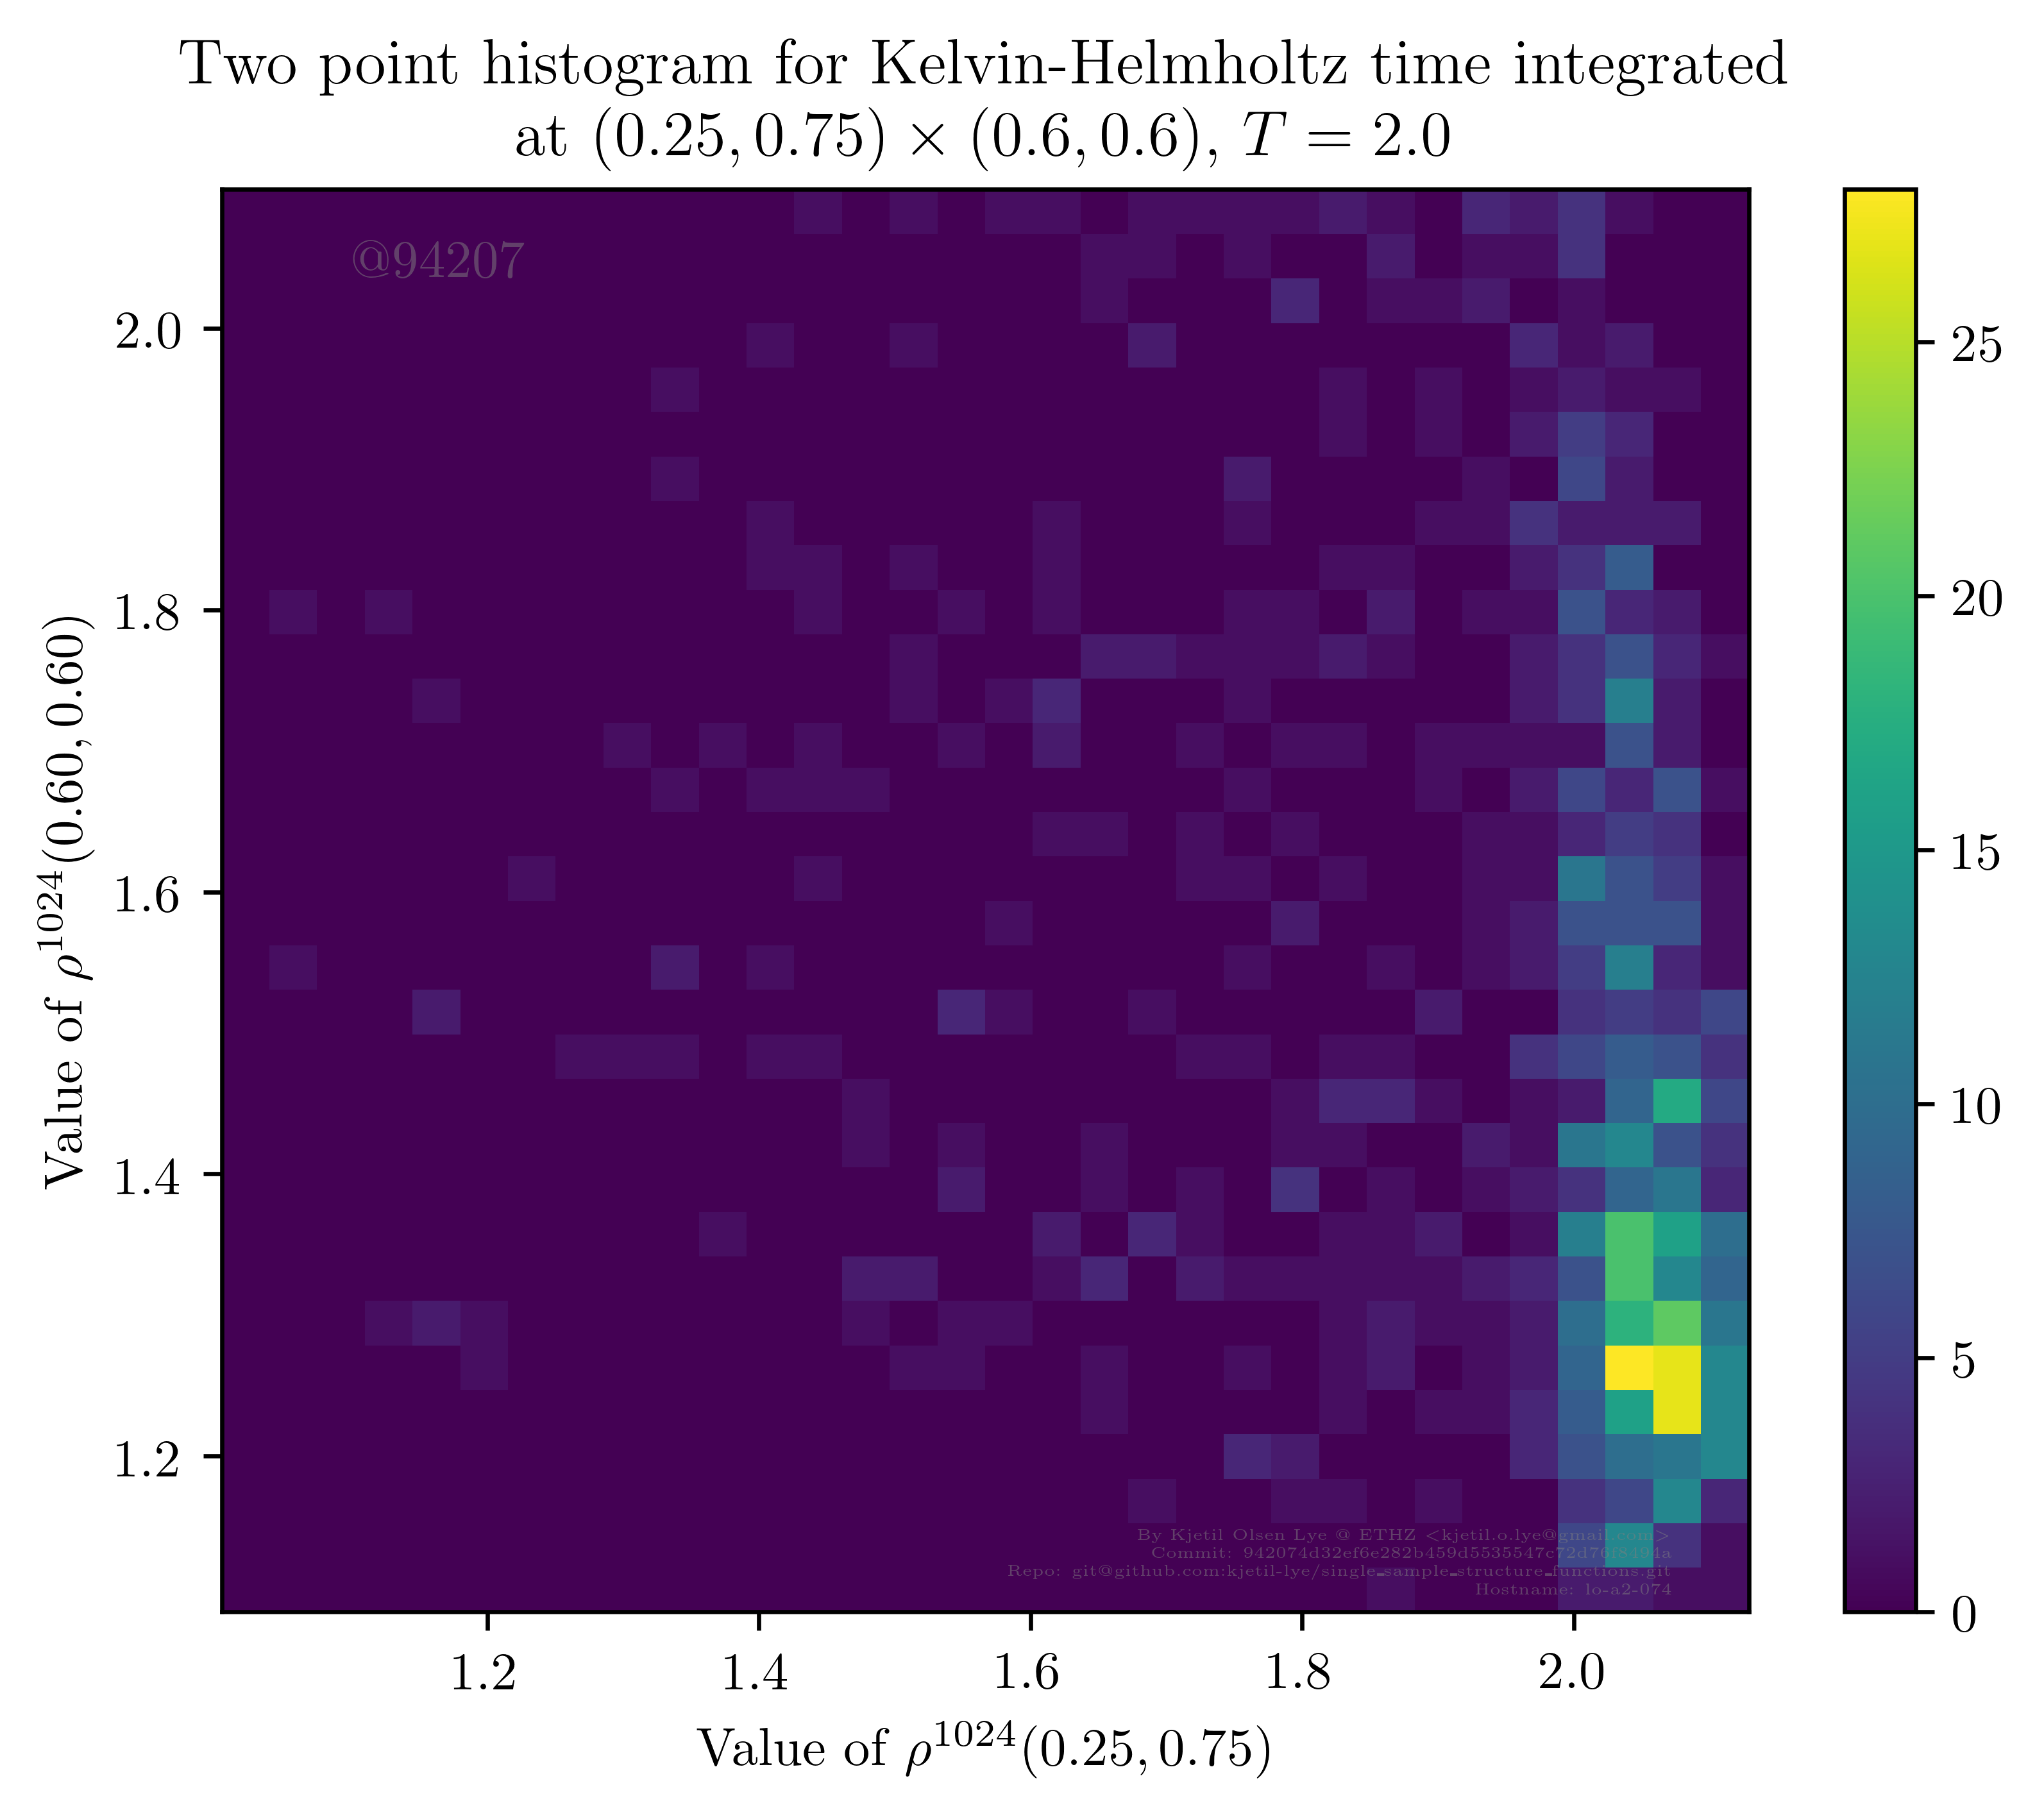 Two point histogram for Kelvin-Helmholtz time integrated
at (0.25, 0.75) × (0.6, 0.6), T = 2.0
@94207
2.0
1.8
1.6
1.4
1.2
Value of ρ^1024(0.60, 0.60)
By Kjetil Olsen Lye @ ETHZ <kjetil.o.lye@gmail.com>
Commit: 942074d32ef6e282b459d5535547c72d76f8494a
Repo: git@github.com:kjetil-lye/single_sample_structure_functions.git
Hostname: lo-a2-074
1.2 1.4 1.6 1.8 2.0
Value of ρ^1024(0.25, 0.75)
25
20
15
10
5
0